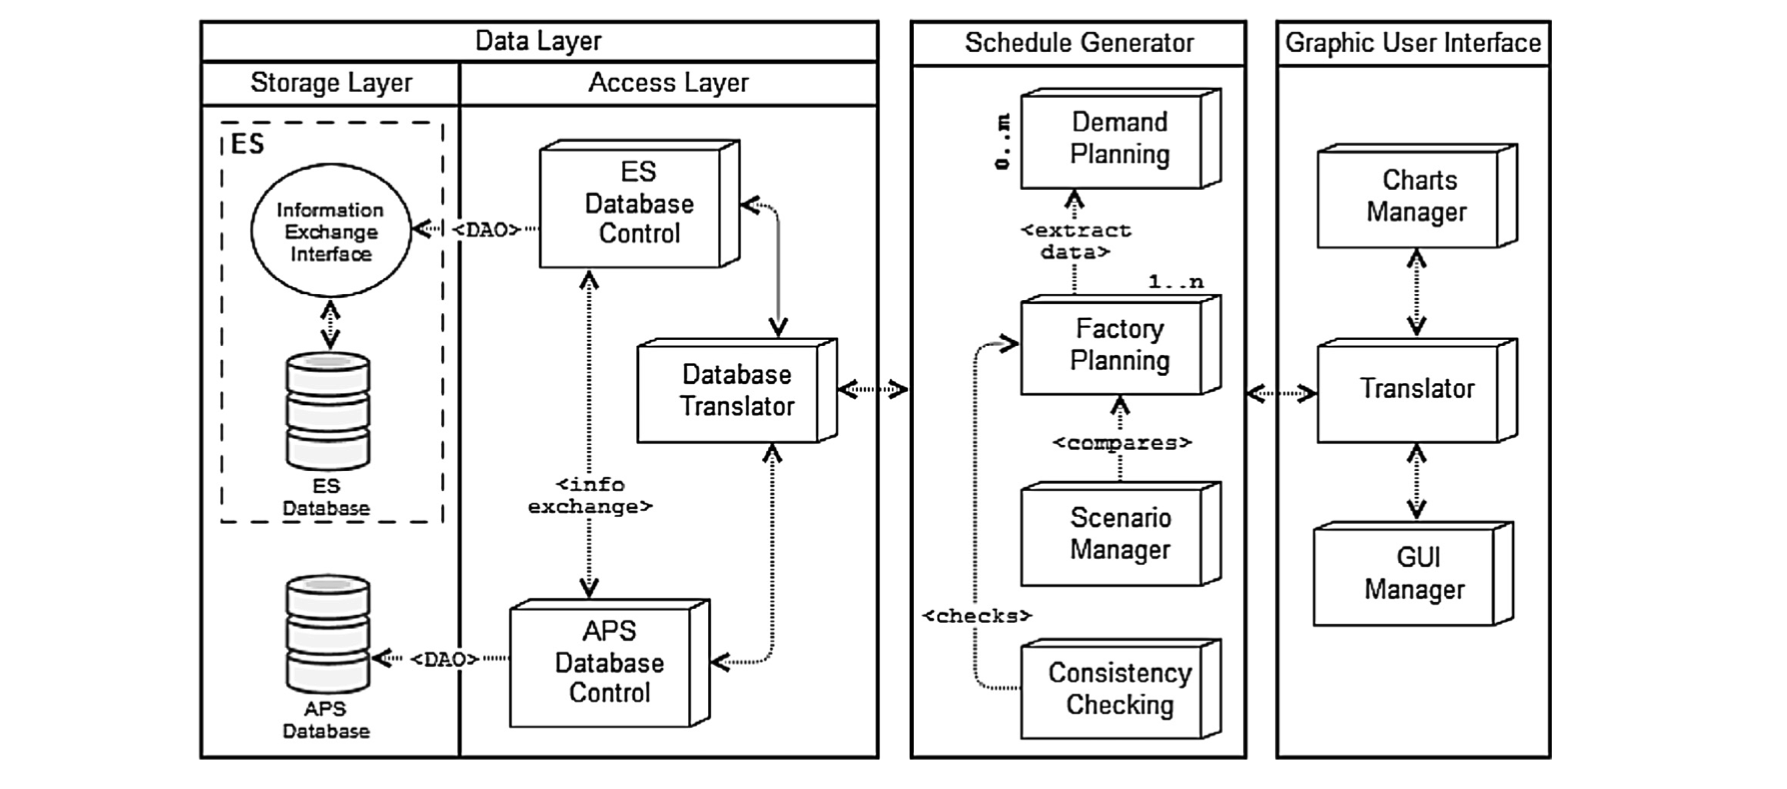 Data Layer
Storage Layer
Access Layer
ES
Information
Exchange
Interface
ES
Database
APS
Database
<DAO>
<DAO>
ES
Database
Control
<info
exchange>
Database
Translator
APS
Database
Control
Schedule Generator
0..m
Demand
Planning
<extract
data>
1..n
Factory
Planning
<compares>
Scenario
Manager
<checks>
Consistency
Checking
Graphic User Interface
Charts
Manager
Translator
GUI
Manager